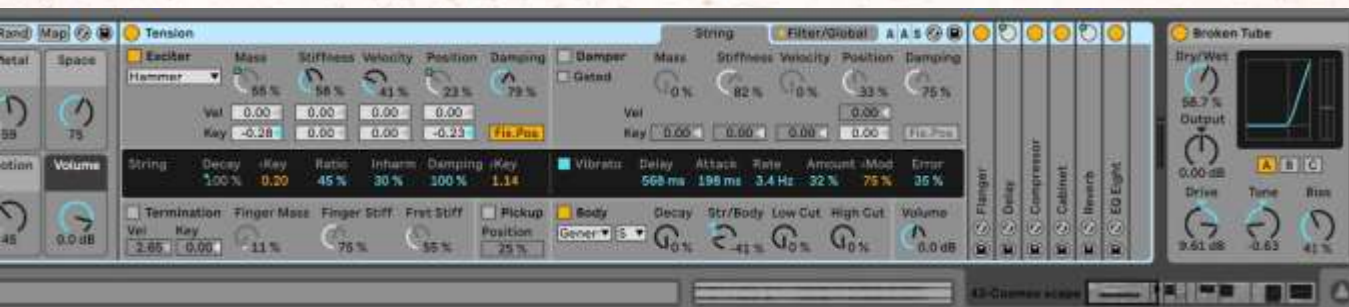 Rand Map
Tension
String
Filter/Global
A A S
Broken Tube
Metal
Space
Exciter
Mass
Stiffness
Velocity
Position
Damping
Damper
Mass
Stiffness
Velocity
Position
Damping
Dry/Wet
Hammer
Gated
56 %
58 %
41 %
23 %
79 %
0 %
82 %
0 %
33 %
75 %
58.7 %
Vel
0.00
0.00
0.00
0.00
Vel
0.00
Output
59
75
Key
-0.28
0.00
0.00
-0.23
Fix.Pos
Key
0.00
0.00
0.00
0.00
Fix.Pos
0.00 dB
Volume
String
Decay
‹Key
Ratio
Inharm
Damping
‹Key
Vibrato
Delay
Attack
Rate
Amount
‹Mod
Error
A B C
100 %
0.20
45 %
30 %
100 %
1.14
568 ms
198 ms
3.4 Hz
32 %
75 %
35 %
Drive
Tone
Bias
Termination
Finger Mass
Finger Stiff
Fret Stiff
Pickup
Body
Decay
Str/Body
Low Cut
High Cut
Volume
Vel
Key
Position
Gener
S
45
0.0 dB
2.65
0.00
11 %
75 %
55 %
25 %
0 %
-41 %
0 %
0 %
0.0 dB
9.61 dB
-0.63
41 %
Flanger
Delay
Compressor
Cabinet
Reverb
EQ Eight